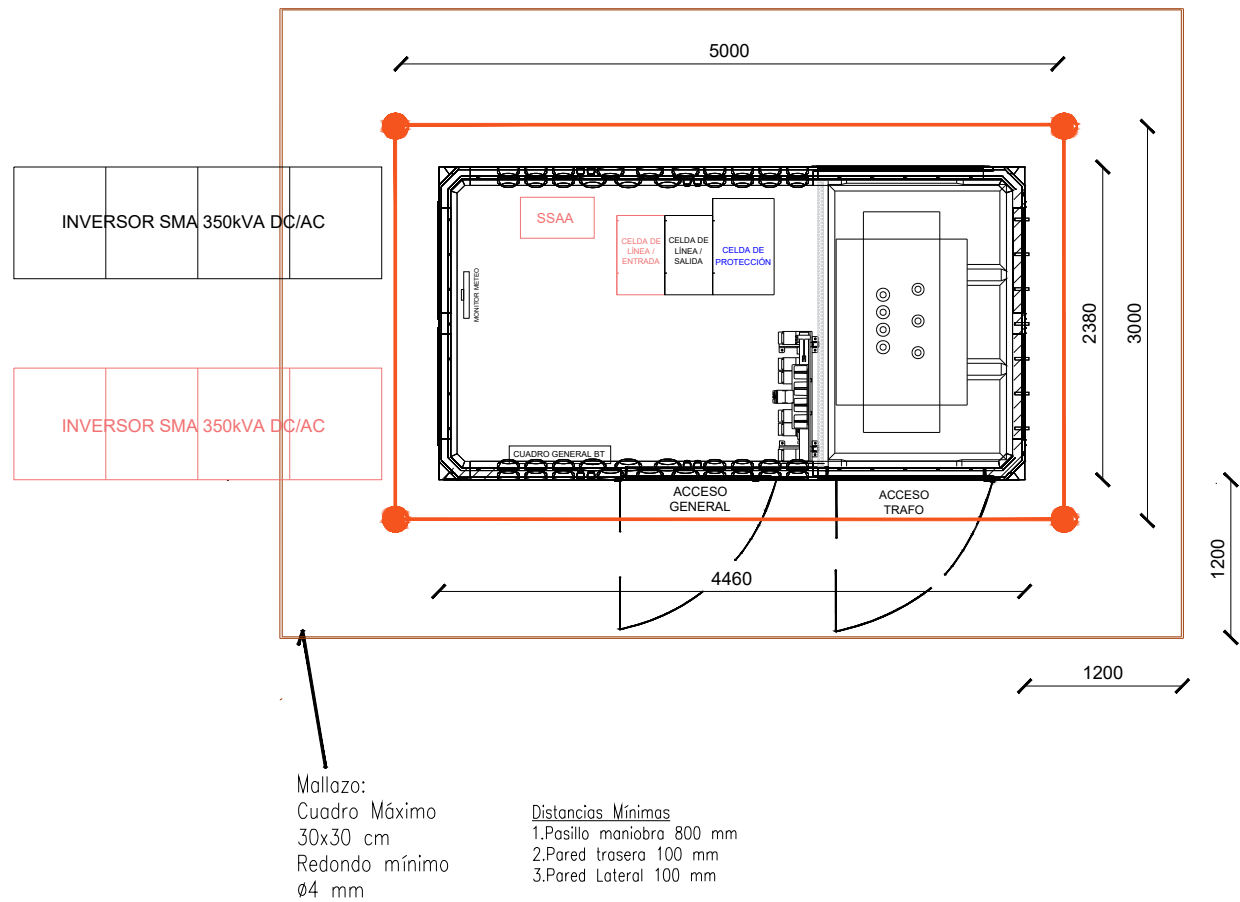 5000
INVERSOR SMA 350kVA DC/AC
SSAA
CELDA DE
LÍNEA /
ENTRADA
CELDA DE
LÍNEA /
SALIDA
CELDA DE
PROTECCIÓN
MONITOR METEO
2380
3000
INVERSOR SMA 350kVA DC/AC
CUADRO GENERAL BT
ACCESO
GENERAL
ACCESO
TRAFO
1200
4460
1200
Mallazo:
Cuadro Máximo
30x30 cm
Redondo mínimo
ø4 mm
Distancias Mínimas
1.Pasillo maniobra 800 mm
2.Pared trasera 100 mm
3.Pared Lateral 100 mm